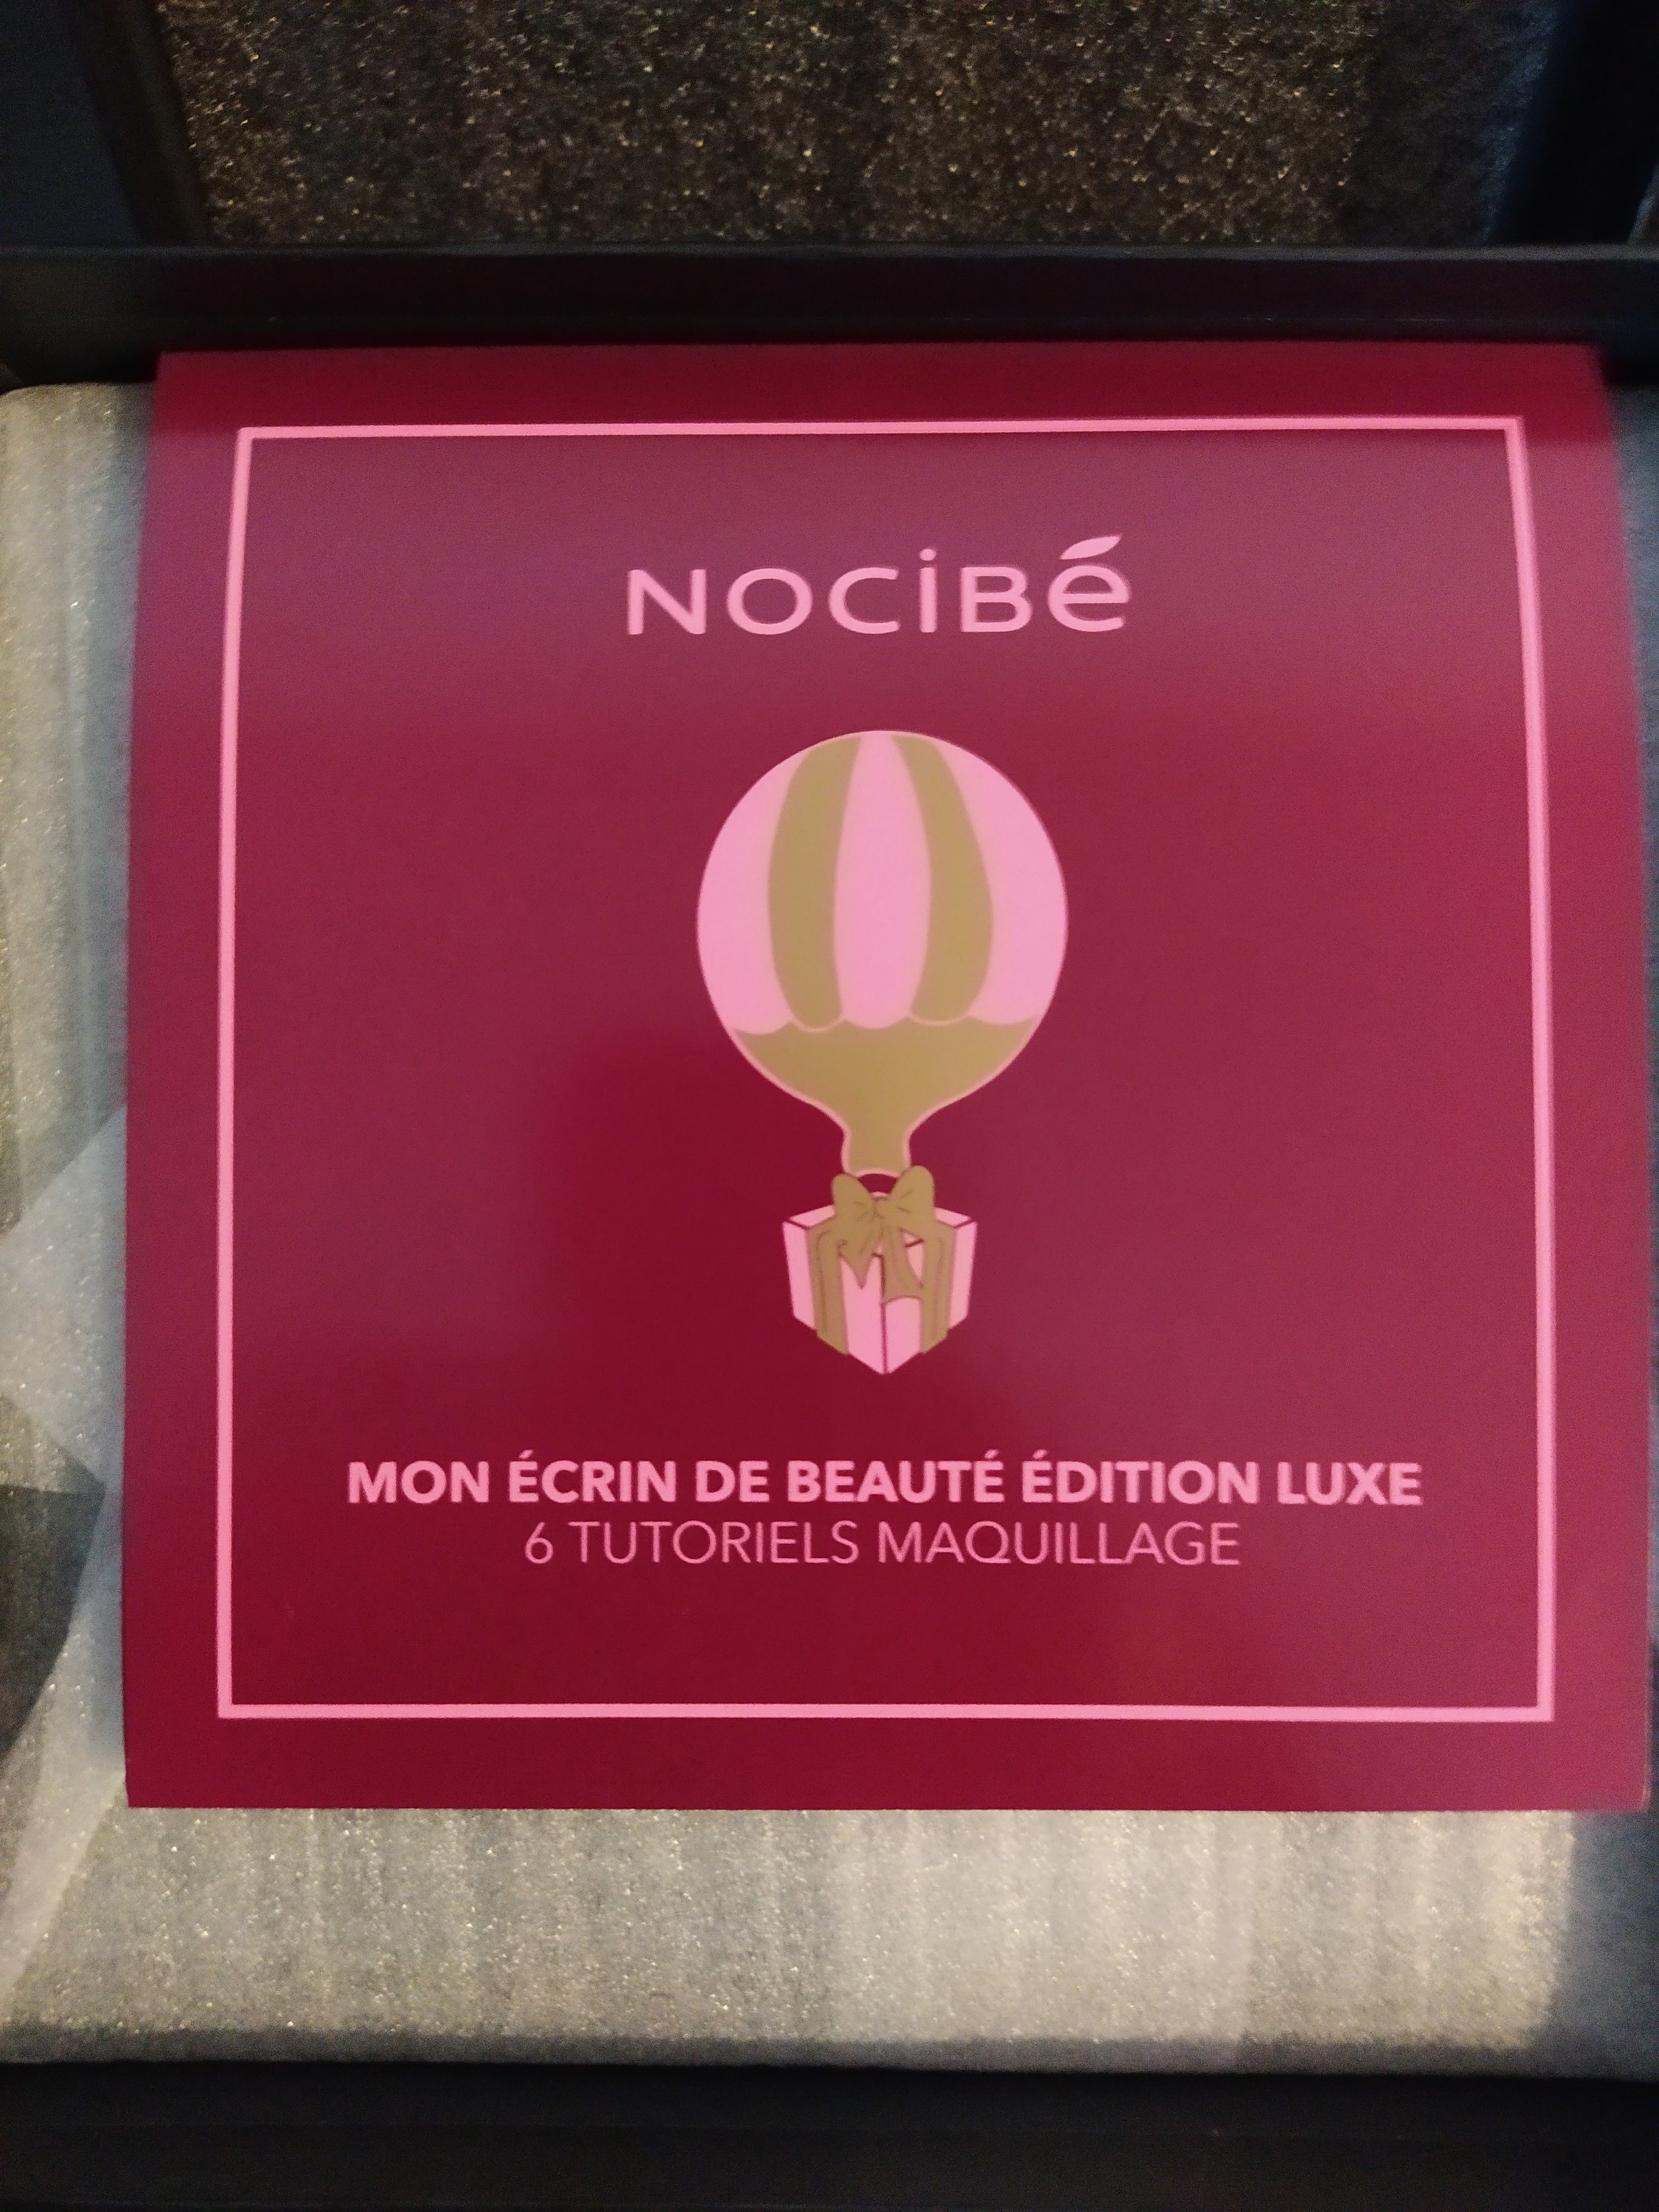 NOCiBé
MON ÉCRIN DE BEAUTÉ ÉDITION LUXE
6 TUTORIELS MAQUILLAGE